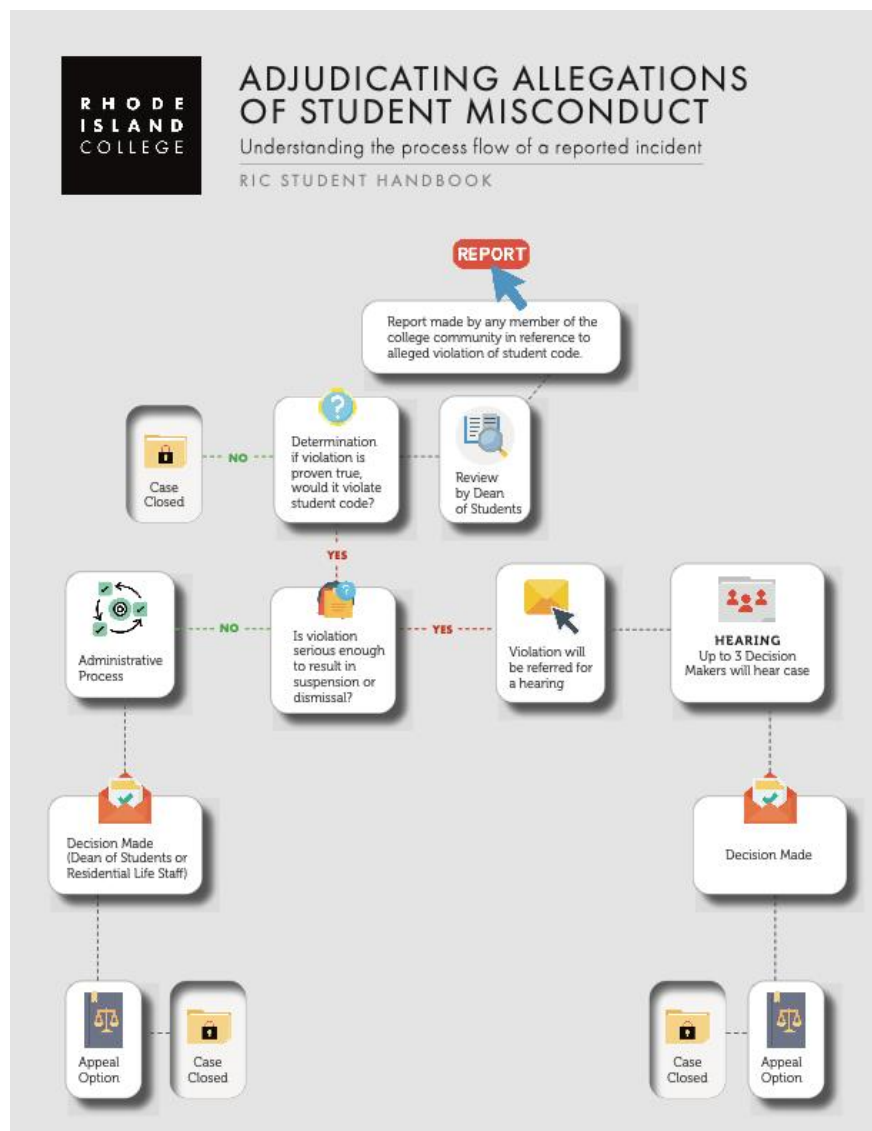 RHODE
ISLAND
COLLEGE
ADJUDICATING ALLEGATIONS
OF STUDENT MISCONDUCT
Understanding the process flow of a reported incident
RIC STUDENT HANDBOOK
REPORT
Report made by any member of the
college community in reference to
alleged violation of student code.
Case
Closed
NO
?
Determination
if violation is
proven true,
would it violate
student code?
Review
by Dean
of Students
YES
Administrative
Process
NO
?
Is violation
serious enough
to result in
suspension or
dismissal?
YES
Violation will
be referred for
a hearing
HEARING
Up to 3 Decision
Makers will hear case
Decision Made
(Dean of Students or
Residential Life Staff)
Decision Made
Appeal
Option
Case
Closed
Case
Closed
Appeal
Option